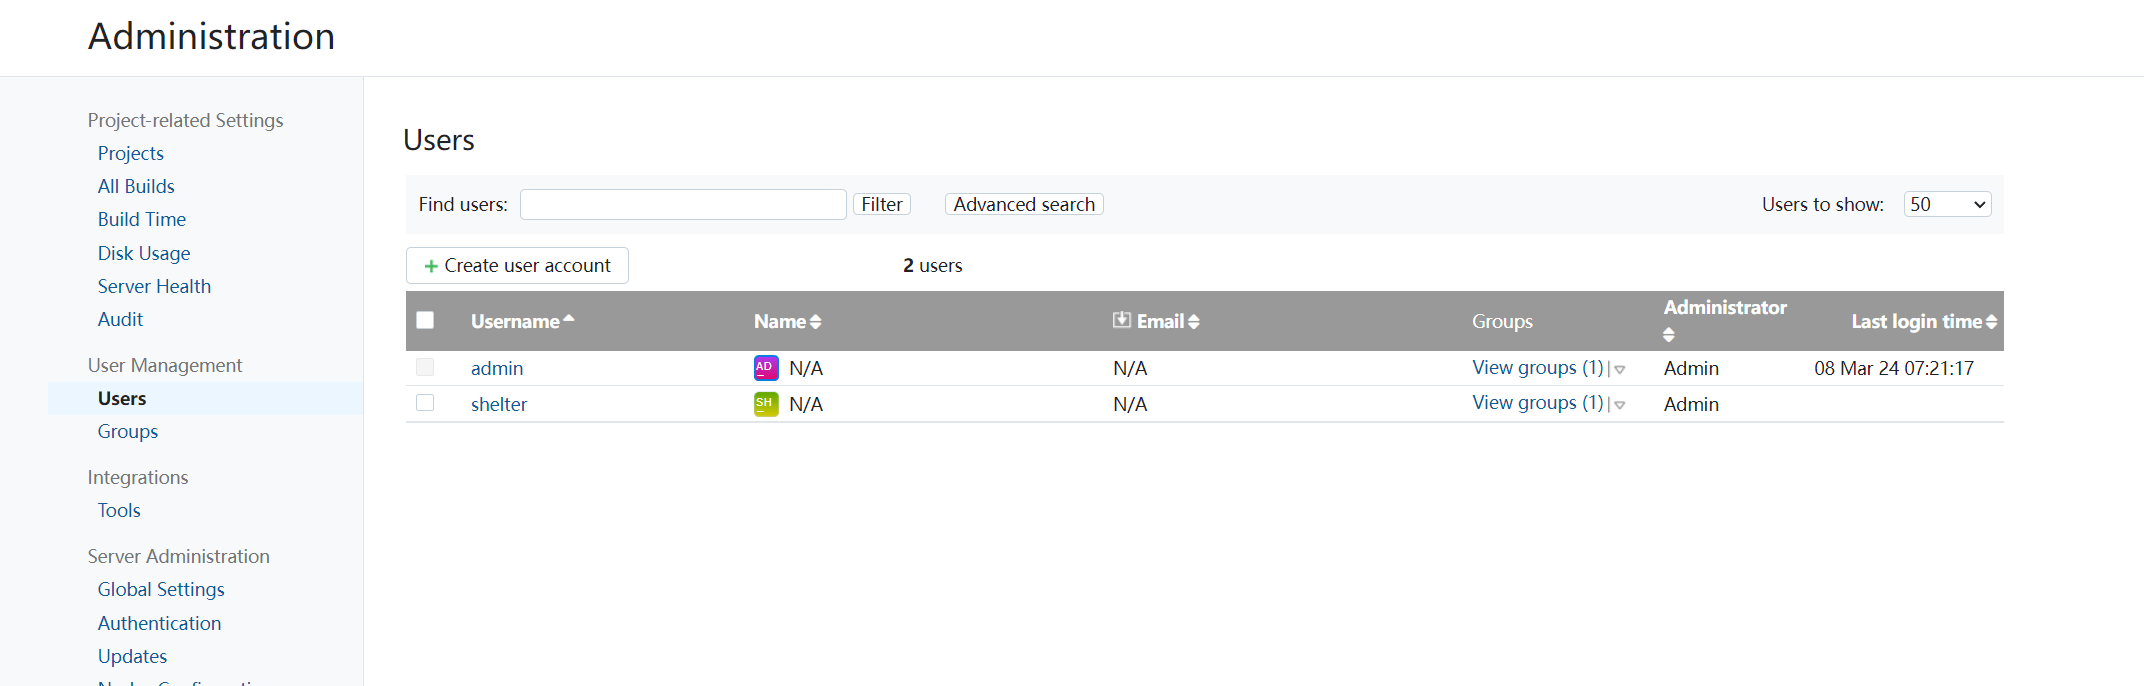 Administration
Project-related Settings
Projects
All Builds
Build Time
Disk Usage
Server Health
Audit
User Management
Users
Groups
Integrations
Tools
Server Administration
Global Settings
Authentication
Updates
Users
Find users: Filter Advanced search Users to show: 50
+ Create user account 2 users
Username Name Email Groups Administrator Last login time
admin AD N/A N/A View groups (1) Admin 08 Mar 24 07:21:17
shelter SH N/A N/A View groups (1) Admin